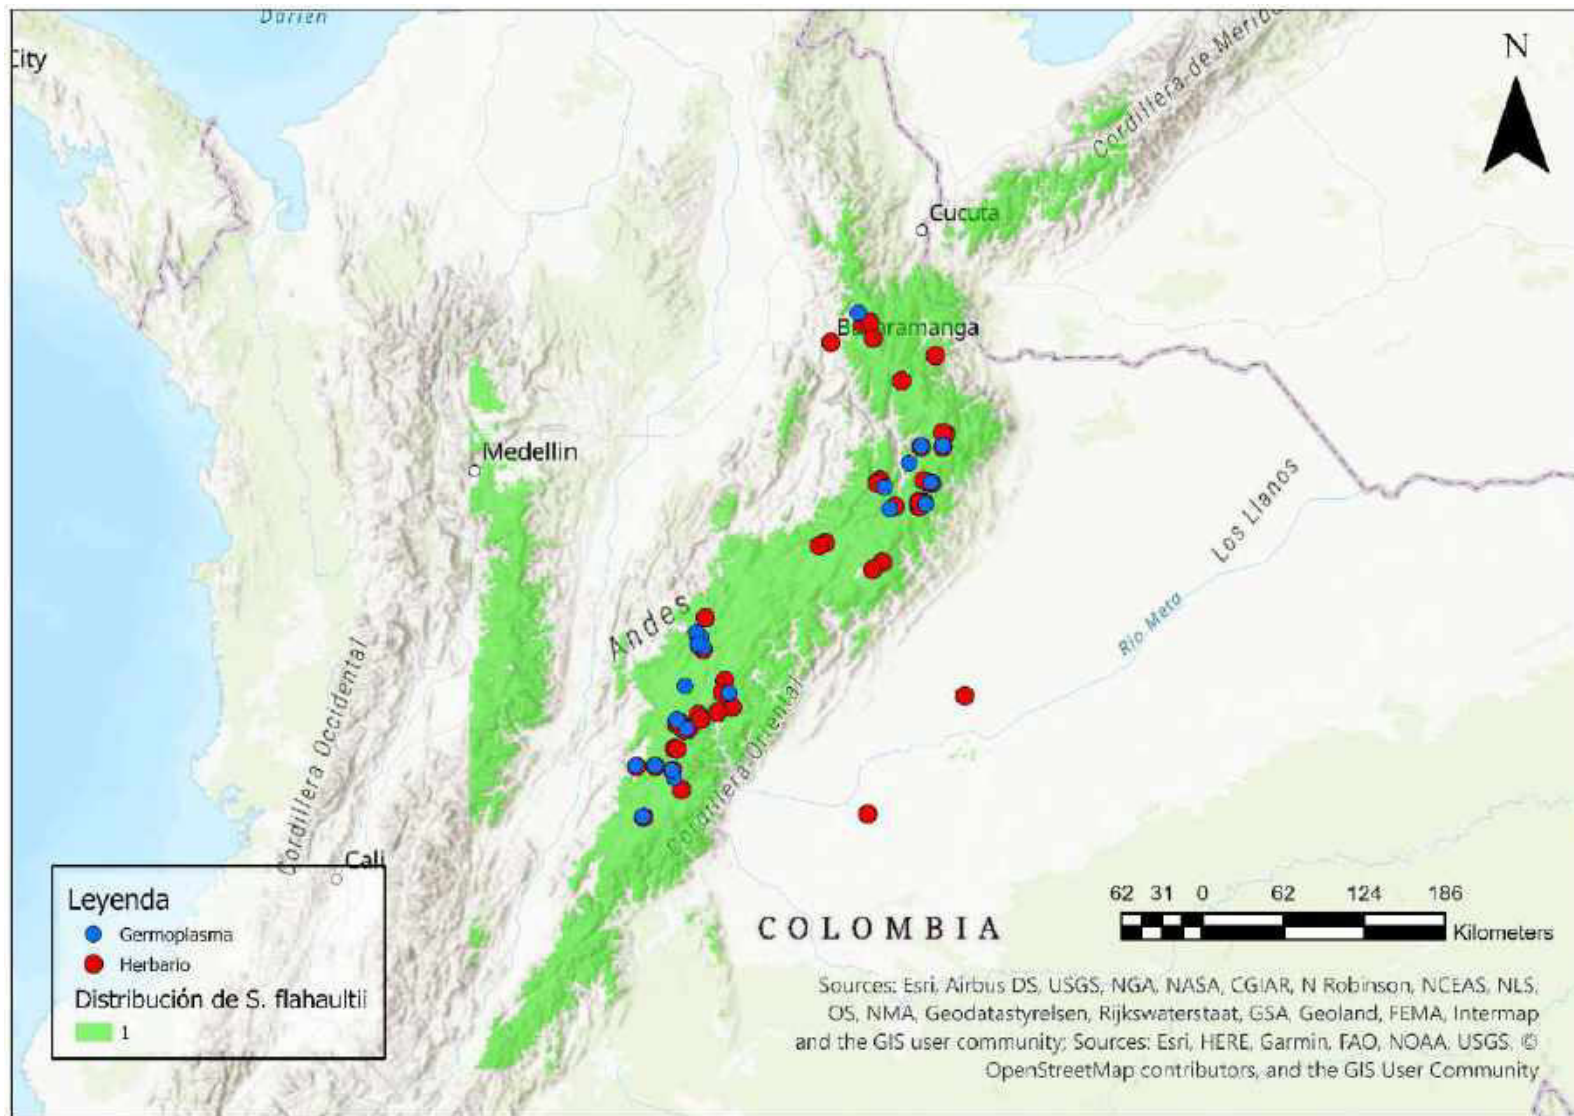 Darien
City
N
Cordillera de Merida
Cucuta
Bucaramanga
Medellin
Los Llanos
Andes
Rio Meta
Cordillera Occidental
Cordillera Oriental
Cali
Leyenda
Germoplasma
Herbario
Distribución de S. flahaultii
1
COLOMBIA
62 31 0 62 124 186
Kilometers
Sources: Esri, Airbus DS, USGS, NGA, NASA, CGIAR, N Robinson, NCEAS, NLS,
OS, NMA, Geodatastyrelsen, Rijkswaterstaat, GSA, Geoland, FEMA, Intermap
and the GIS user community; Sources: Esri, HERE, Garmin, FAO, NOAA, USGS, ©
OpenStreetMap contributors, and the GIS User Community